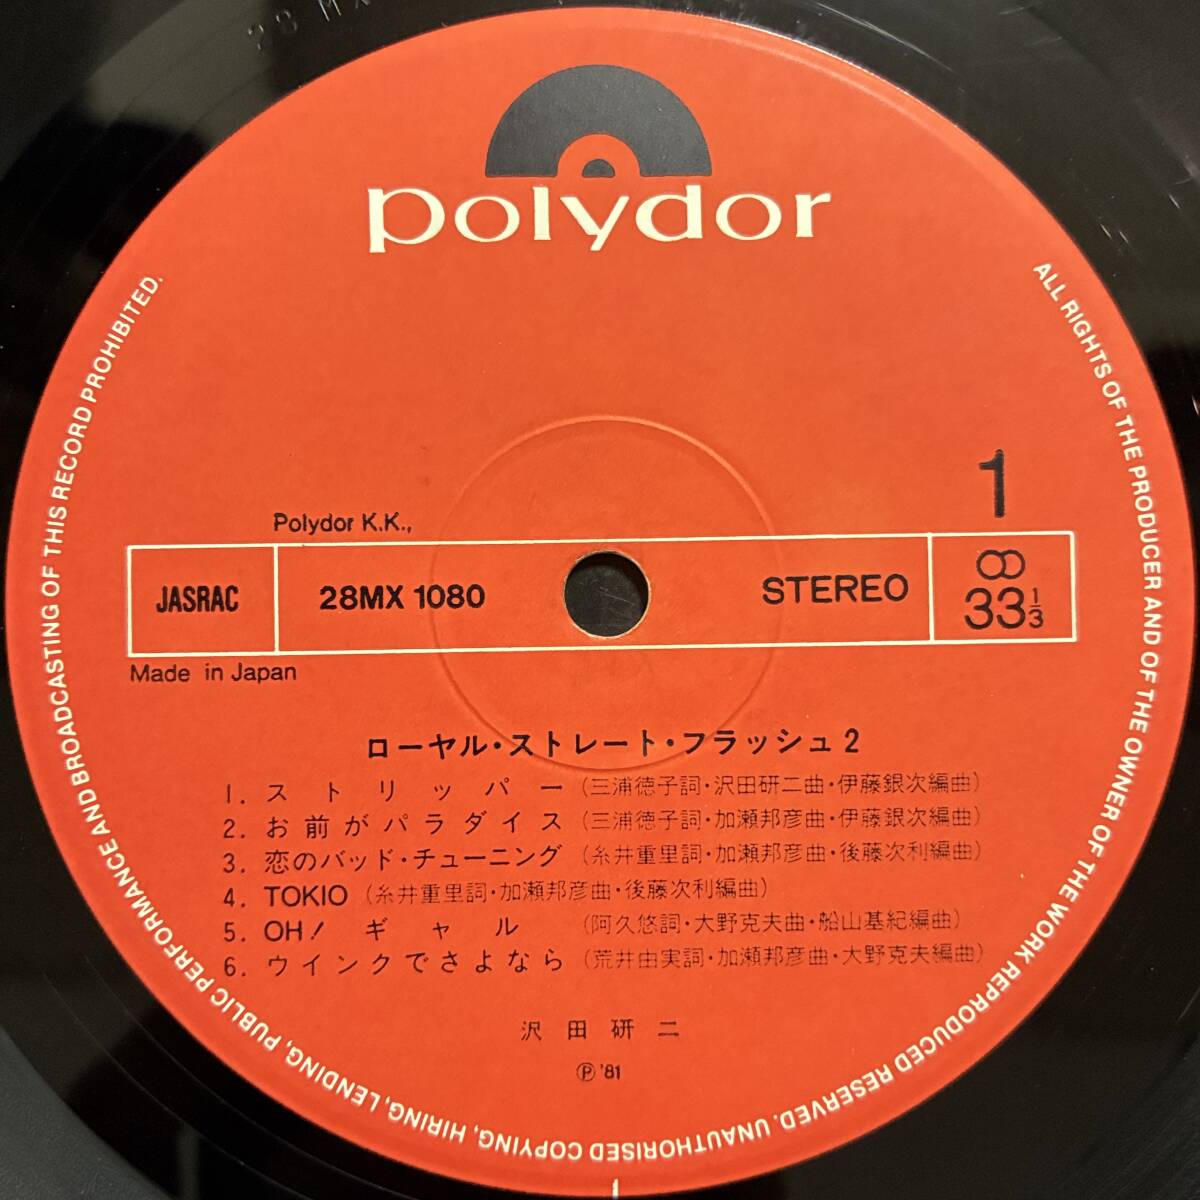 28 MX
polydor
1
Polydor K.K.,
JASRAC
28MX 1080
STEREO
33 1/3
Made in Japan
ローヤル・ストレート・フラッシュ2
1. ストリッパー (三浦徳子詞・沢田研二曲・伊藤銀次編曲)
2. お前がパラダイス (三浦徳子詞・加瀬邦彦曲・伊藤銀次編曲)
3. 恋のバッド・チューニング (糸井重里詞・加瀬邦彦曲・後藤次利編曲)
4. TOKIO (糸井重里詞・加瀬邦彦曲・後藤次利編曲)
5. OH! ギャル (阿久悠詞・大野克夫曲・船山基紀編曲)
6. ウインクでさよなら (荒井由実詞・加瀬邦彦曲・大野克夫編曲)
沢田研二
Ⓟ '81
ALL RIGHTS OF THE PRODUCER AND OF THE OWNER OF THE WORK REPRODUCED RESERVED. UNAUTHORISED COPYING, HIRING, LENDING, PUBLIC PERFORMANCE AND BROADCASTING OF THIS RECORD PROHIBITED.